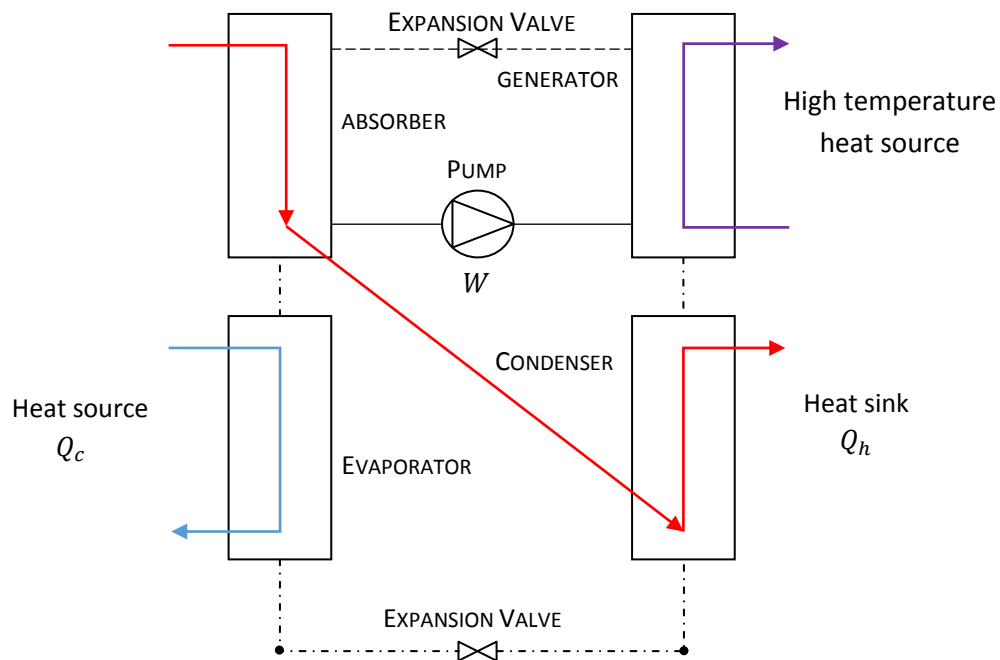 EXPANSION VALVE
GENERATOR
ABSORBER
High temperature
heat source
PUMP
W
CONDENSER
Heat source
Q_c
Heat sink
Q_h
EVAPORATOR
EXPANSION VALVE